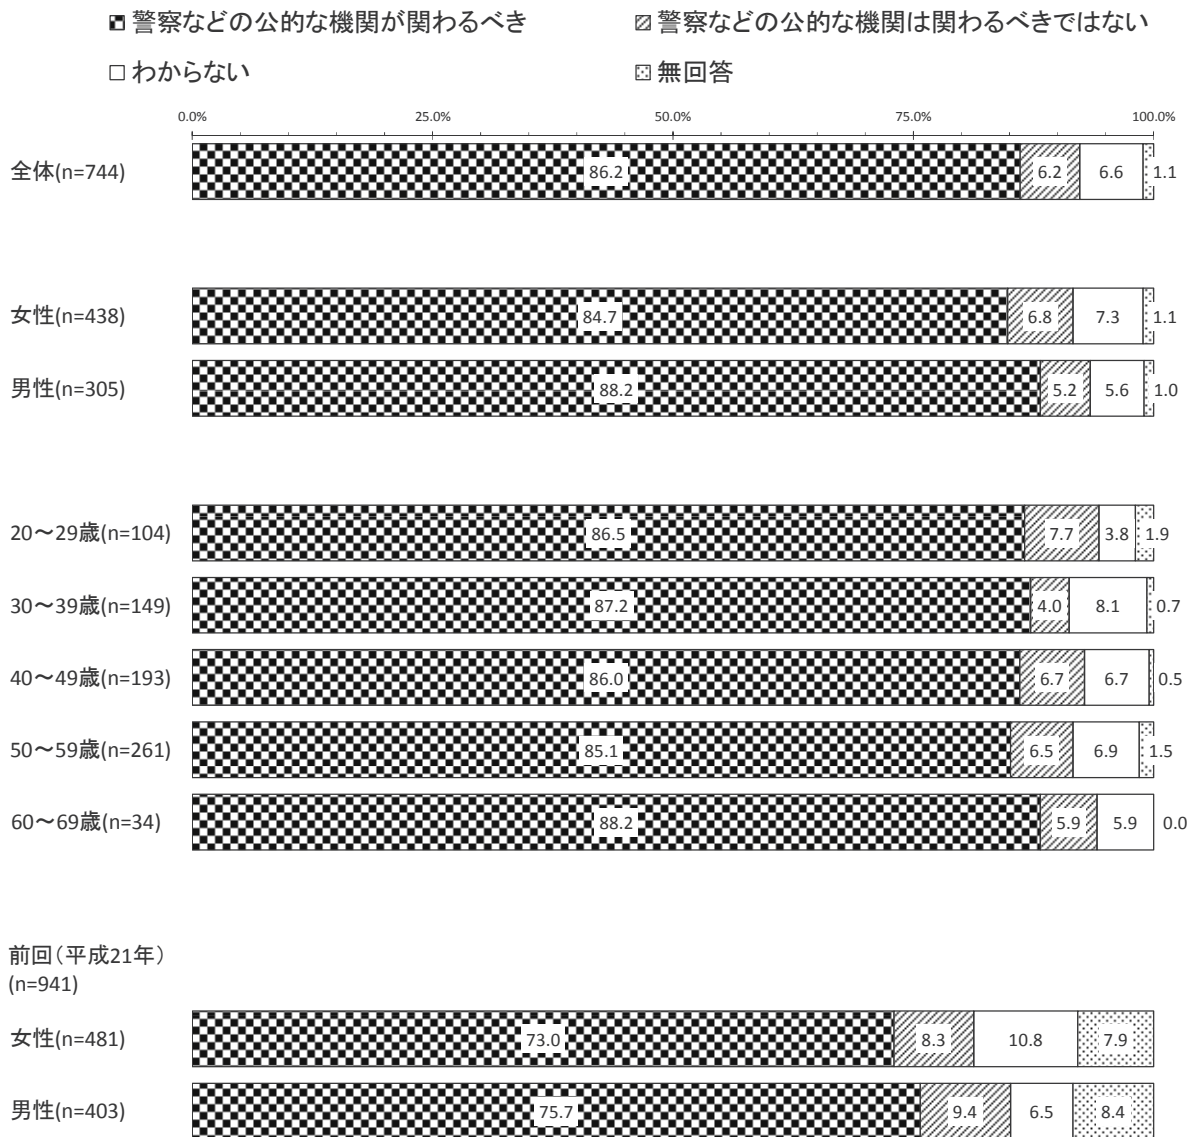 警察などの公的な機関が関わるべき 警察などの公的な機関は関わるべきではない
わからない 無回答
0.0% 25.0% 50.0% 75.0% 100.0%
全体(n=744) 86.2 6.2 6.6 1.1
女性(n=438) 84.7 6.8 7.3 1.1
男性(n=305) 88.2 5.2 5.6 1.0
20～29歳(n=104) 86.5 7.7 3.8 1.9
30～39歳(n=149) 87.2 4.0 8.1 0.7
40～49歳(n=193) 86.0 6.7 6.7 0.5
50～59歳(n=261) 85.1 6.5 6.9 1.5
60～69歳(n=34) 88.2 5.9 5.9 0.0
前回（平成21年）
(n=941)
女性(n=481) 73.0 8.3 10.8 7.9
男性(n=403) 75.7 9.4 6.5 8.4